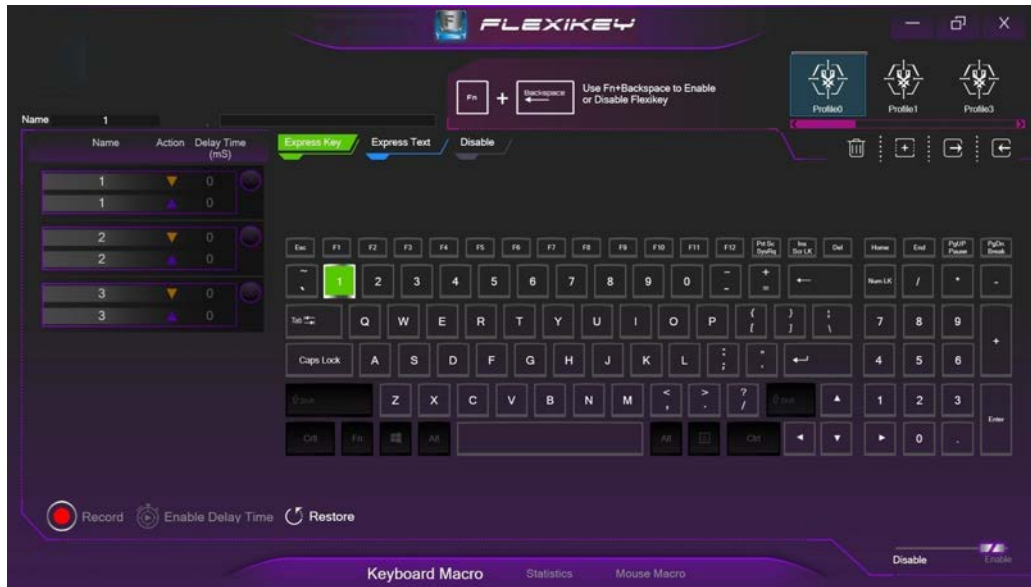 FLEXIKEY
Fn + Backspace
Use Fn+Backspace to Enable
or Disable Flexikey
Profile0 Profile1 Profile3
Name 1
Name Action Delay Time
(mS)
Express Key Express Text Disable
1 0
1 0
2 0
2 0
3 0
3 0
Esc F1 F2 F3 F4 F5 F6 F7 F8 F9 F10 F11 F12 Prt Sc Ins Del Home End PgUP PgDn
SysRq Scr LK Pause Break
~ ` 1 2 3 4 5 6 7 8 9 0 - + = Num LK / * -
Tab Q W E R T Y U I O P { [ } ] | \ 7 8 9 +
Caps Lock A S D F G H J K L : ; " ' 4 5 6
Shift Z X C V B N M < , > . ? / Shift 1 2 3 Enter
Crtl Fn Alt Alt Ctrl 0 .
Record Enable Delay Time Restore
Disable Enable
Keyboard Macro Statistics Mouse Macro